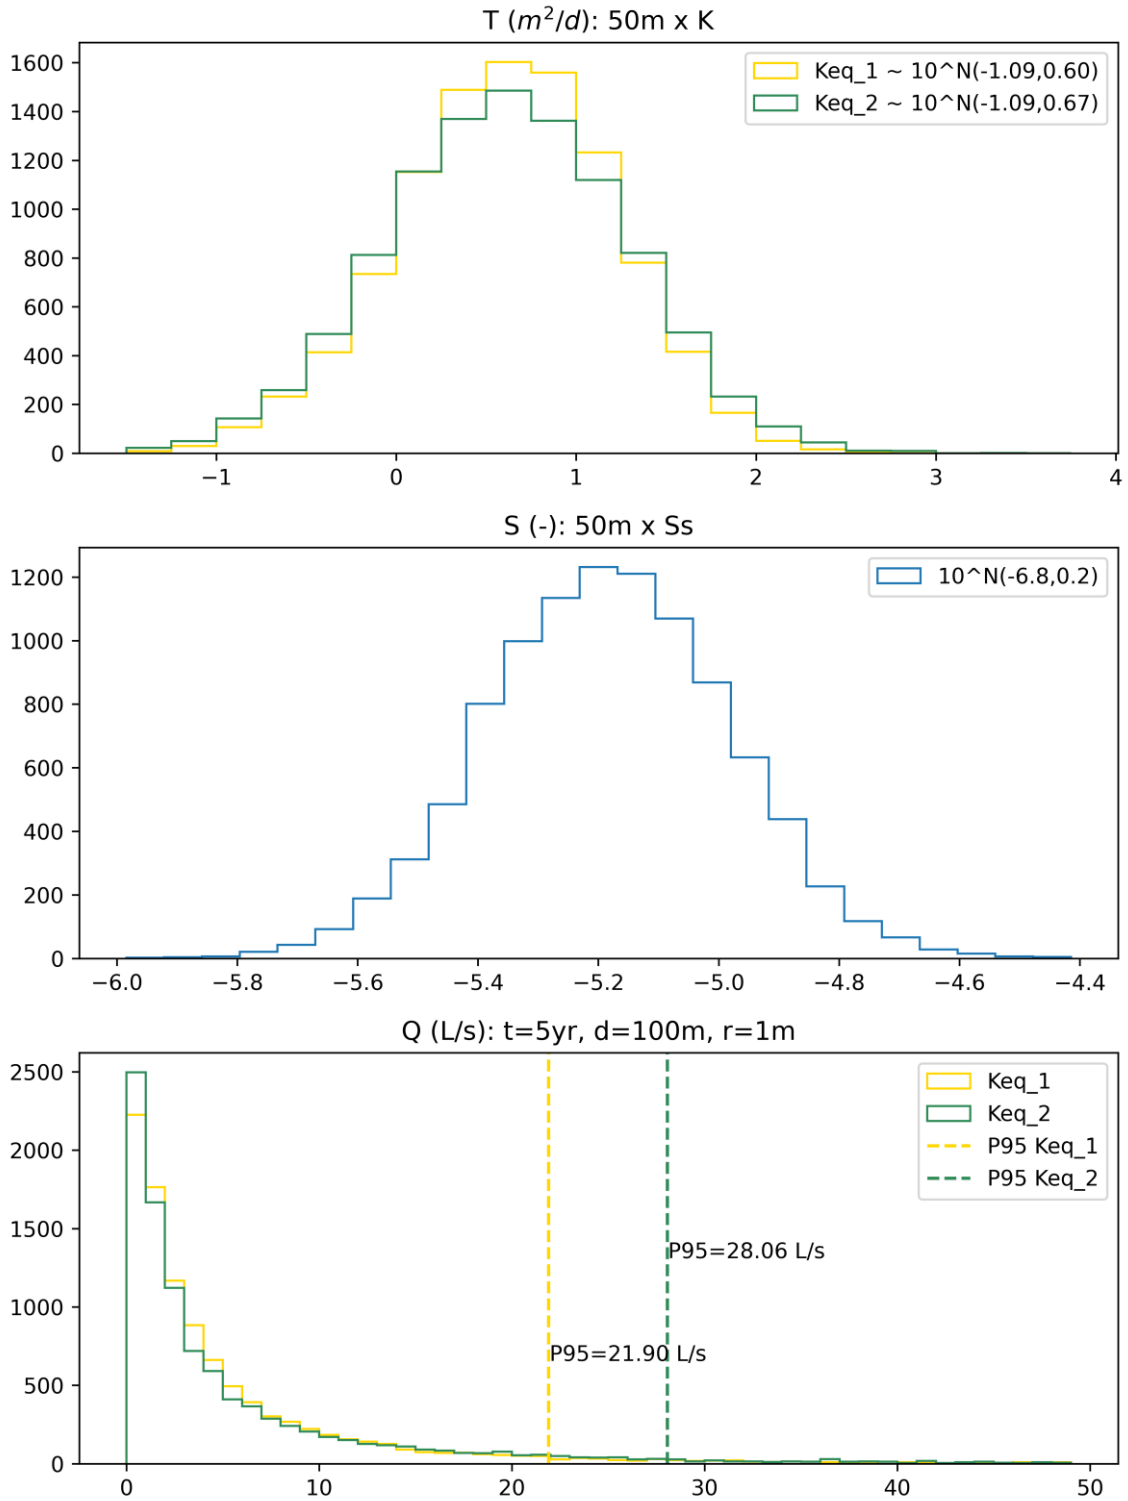 T (m²/d): 50m x K
1600
1400
1200
1000
800
600
400
200
0
Keq_1 ~ 10^N(-1.09,0.60)
Keq_2 ~ 10^N(-1.09,0.67)
−1 0 1 2 3 4
S (-): 50m x Ss
1200
1000
800
600
400
200
0
10^N(-6.8,0.2)
−6.0 −5.8 −5.6 −5.4 −5.2 −5.0 −4.8 −4.6 −4.4
Q (L/s): t=5yr, d=100m, r=1m
2500
2000
1500
1000
500
0
Keq_1
Keq_2
P95 Keq_1
P95 Keq_2
P95=28.06 L/s
P95=21.90 L/s
0 10 20 30 40 50